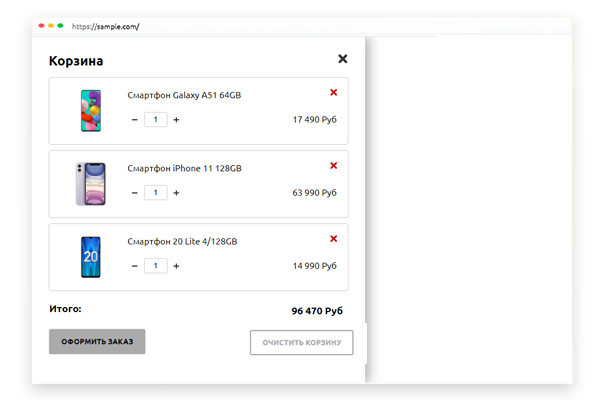 https://sample.com/
Корзина
Смартфон Galaxy A51 64GB
− 1 +
17 490 Руб
Смартфон iPhone 11 128GB
− 1 +
63 990 Руб
20
Смартфон 20 Lite 4/128GB
− 1 +
14 990 Руб
Итого:
96 470 Руб
ОФОРМИТЬ ЗАКАЗ
ОЧИСТИТЬ КОРЗИНУ